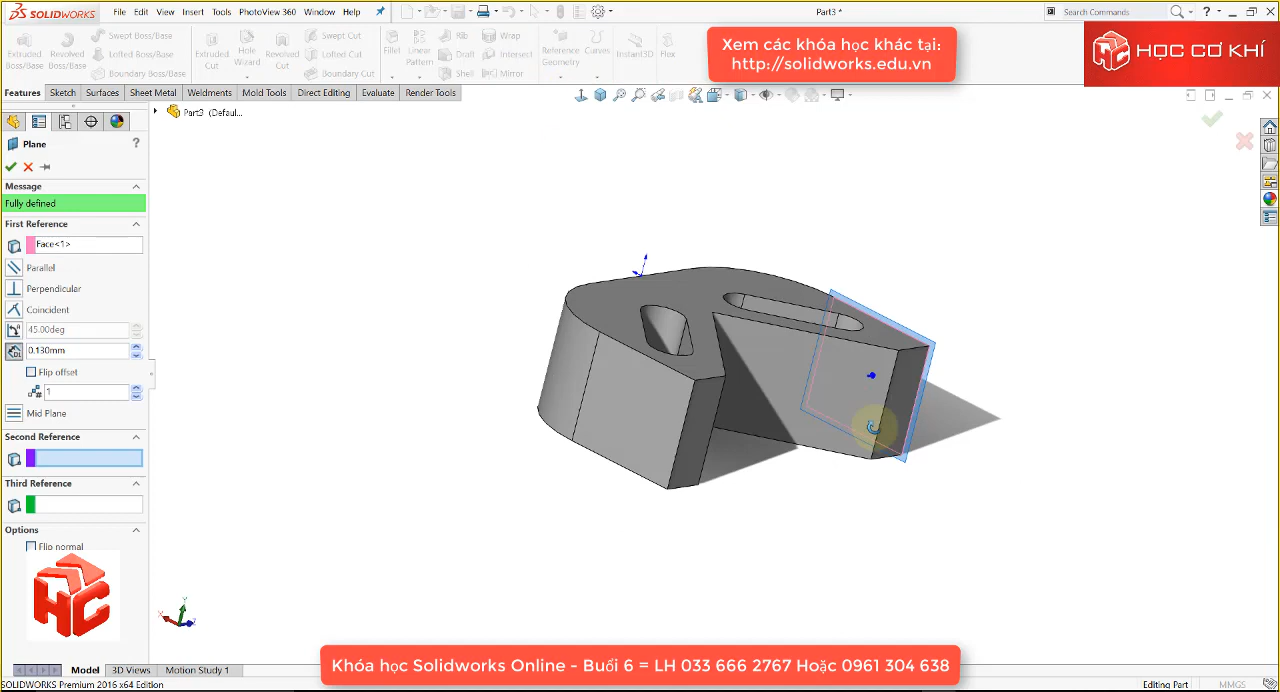 SOLIDWORKS
File Edit View Insert Tools PhotoView 360 Window Help
Part3 *
Search Commands
Extruded Boss/Base
Revolved Boss/Base
Swept Boss/Base
Lofted Boss/Base
Boundary Boss/Base
Extruded Cut
Hole Wizard
Revolved Cut
Swept Cut
Lofted Cut
Boundary Cut
Fillet
Linear Pattern
Rib
Draft
Shell
Wrap
Intersect
Mirror
Reference Geometry
Curves
Instant3D
Flex
Xem các khóa học khác tại:
http://solidworks.edu.vn
HỌC CƠ KHÍ
Features Sketch Surfaces Sheet Metal Weldments Mold Tools Direct Editing Evaluate Render Tools
Part3 (Defaul...
Plane
?
Message
Fully defined
First Reference
Face<1>
Parallel
Perpendicular
Coincident
45.00deg
0.130mm
Flip offset
1
Mid Plane
Second Reference
Third Reference
Options
Flip normal
HC
Model 3D Views Motion Study 1
Khóa học Solidworks Online - Buổi 6 = LH 033 666 2767 Hoặc 0961 304 638
SOLIDWORKS Premium 2016 x64 Edition
Editing Part
MMGS